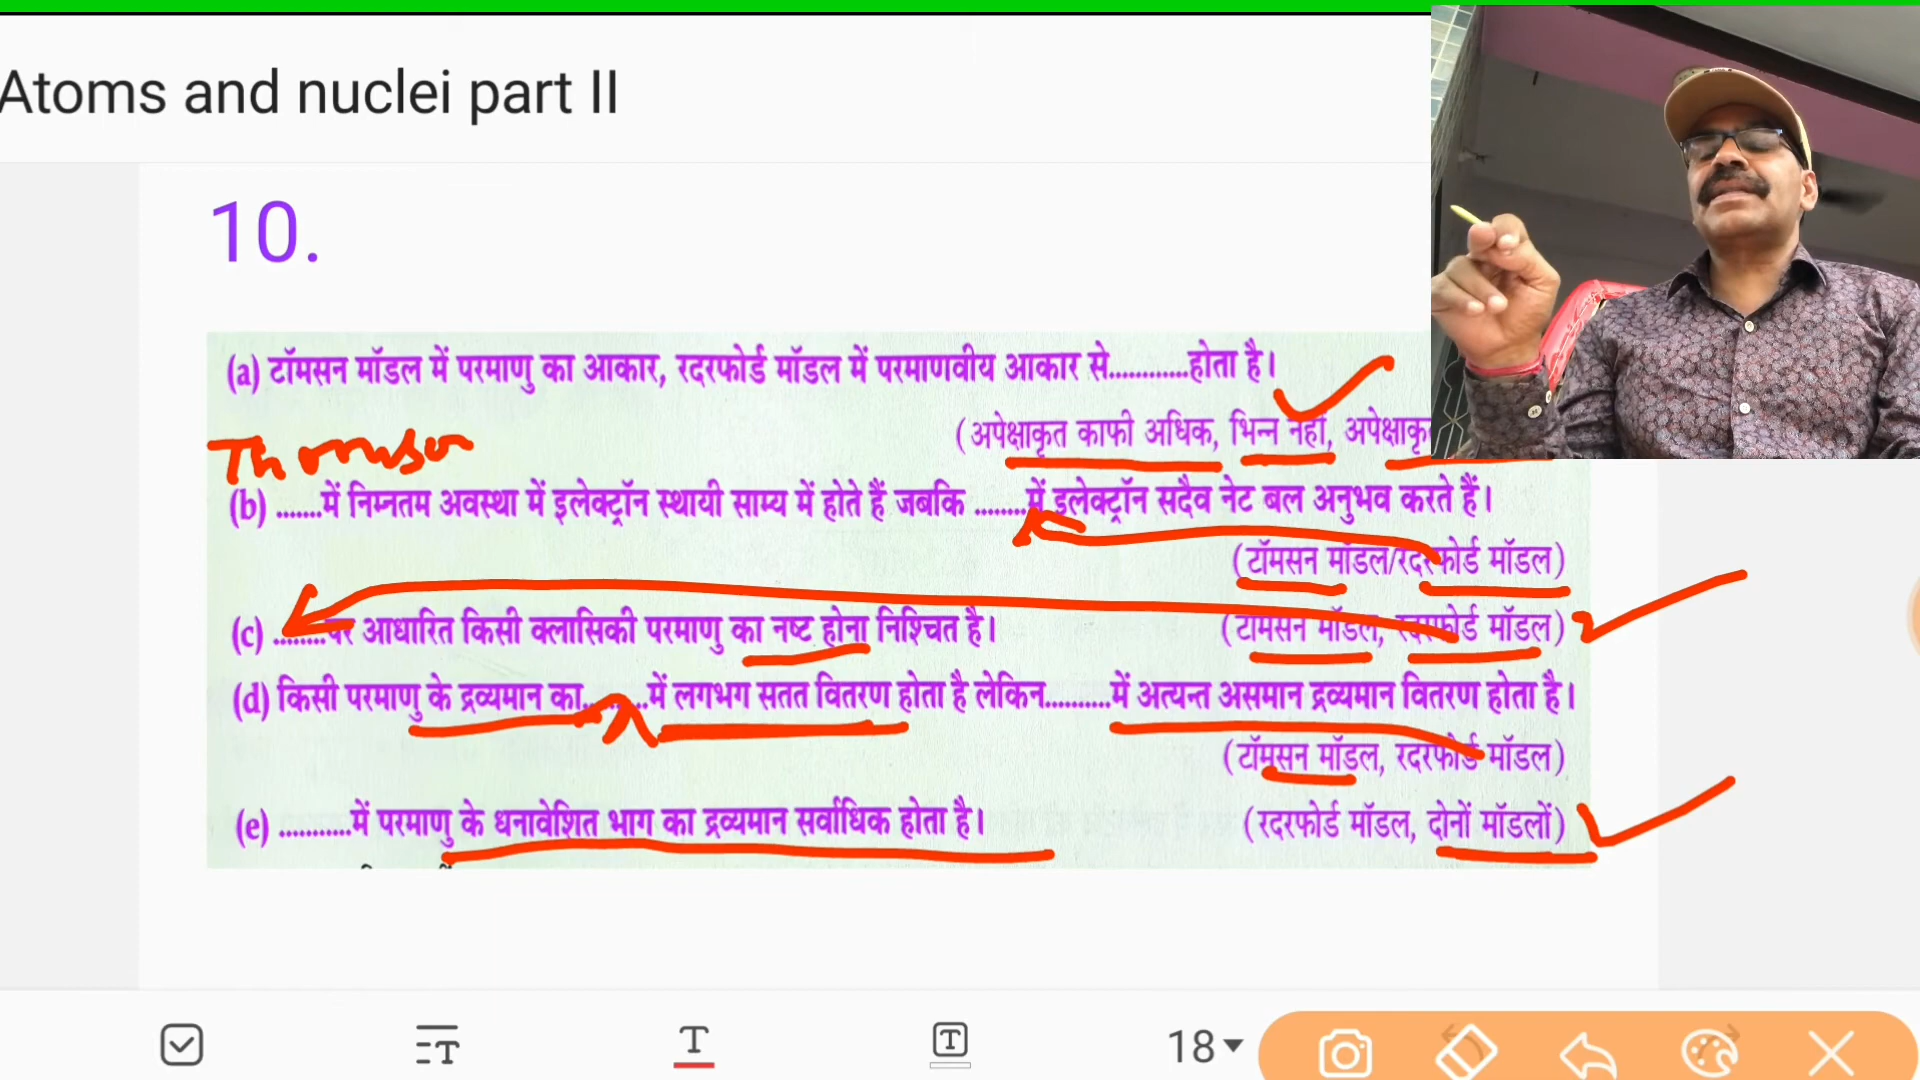 Atoms and nuclei part II
10.
(a) टॉमसन मॉडल में परमाणु का आकार, रदरफोर्ड मॉडल में परमाणवीय आकार से............होता है।
(अपेक्षाकृत काफी अधिक, भिन्न नहीं, अपेक्षाकृ
Thomson
(b) .......में निम्नतम अवस्था में इलेक्ट्रॉन स्थायी साम्य में होते हैं जबकि ........में इलेक्ट्रॉन सदैव नेट बल अनुभव करते हैं।
(टॉमसन मॉडल/रदरफोर्ड मॉडल)
(c) ........पर आधारित किसी क्लासिकी परमाणु का नष्ट होना निश्चित है। (टामसन मॉडल, रदरफोर्ड मॉडल)
(d) किसी परमाणु के द्रव्यमान का..........में लगभग सतत वितरण होता है लेकिन..........में अत्यन्त असमान द्रव्यमान वितरण होता है।
(टॉमसन मॉडल, रदरफोर्ड मॉडल)
(e) ...........में परमाणु के धनावेशित भाग का द्रव्यमान सर्वाधिक होता है। (रदरफोर्ड मॉडल, दोनों मॉडलों)
18